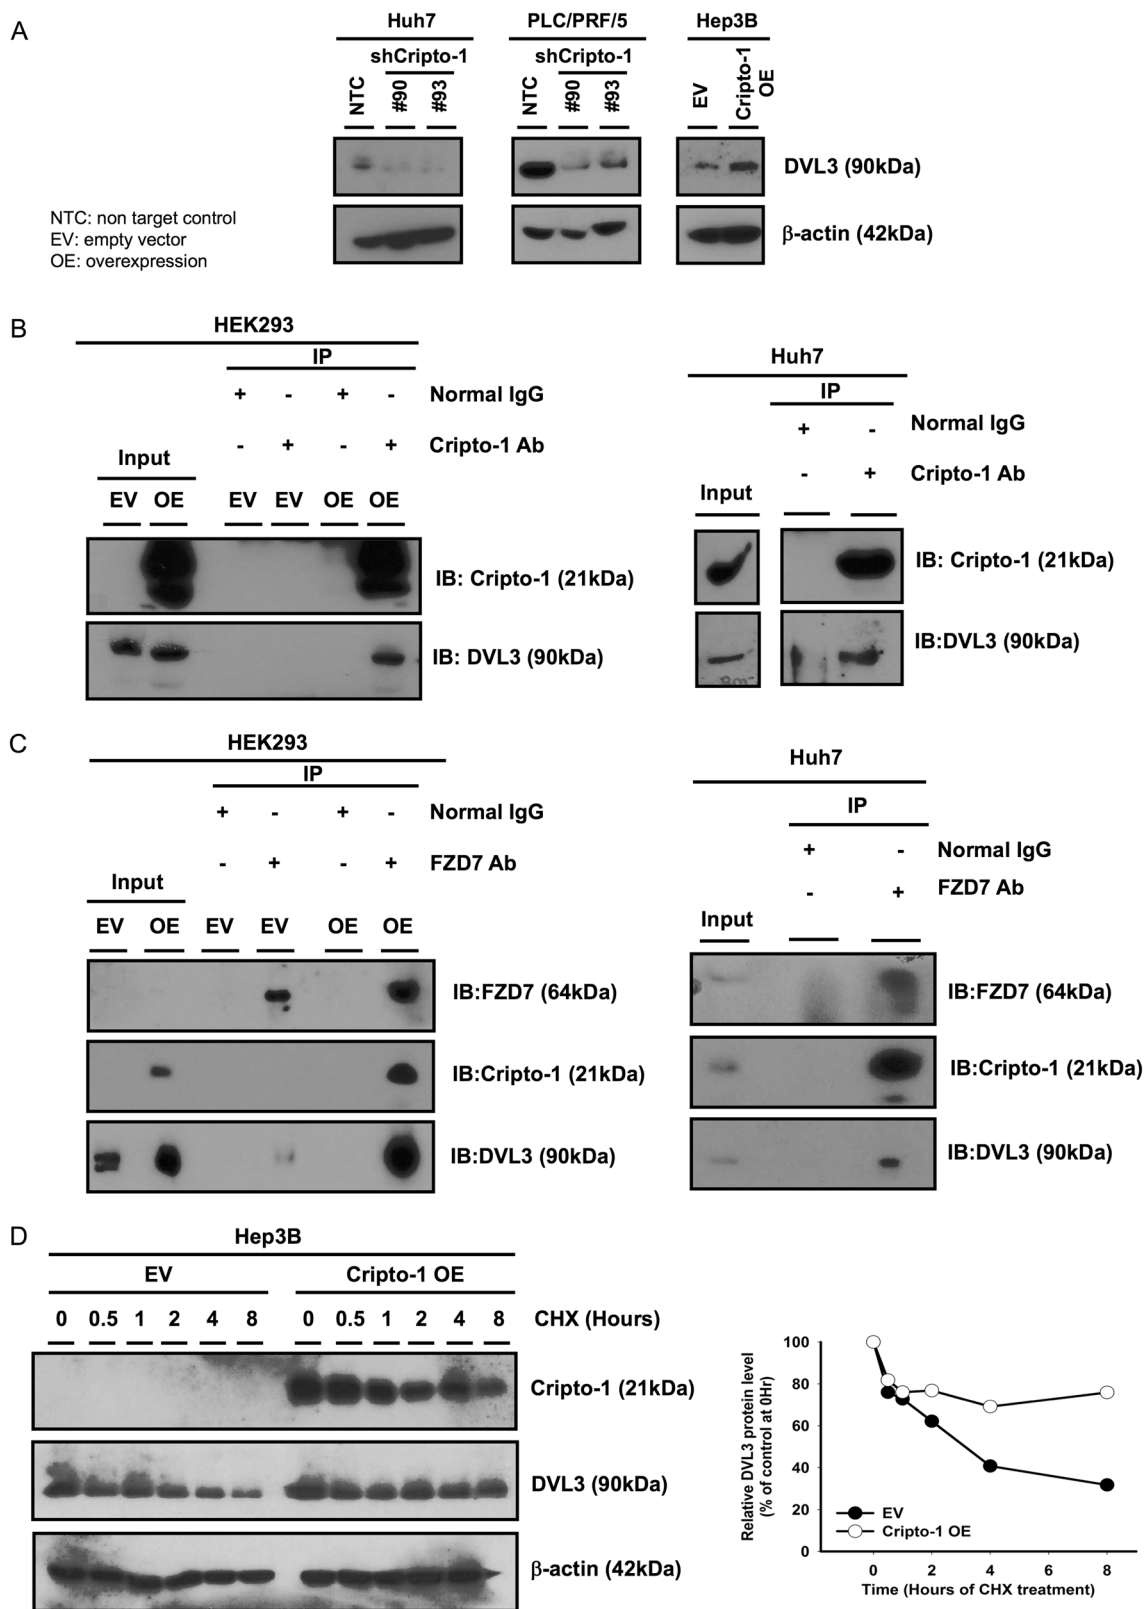 A
Huh7
PLC/PRF/5
Hep3B
shCripto-1
shCripto-1
NTC
#90
#93
NTC
#90
#93
EV
Cripto-1
OE
DVL3 (90kDa)
β-actin (42kDa)
NTC: non target control
EV: empty vector
OE: overexpression
B
HEK293
IP
+ - + - Normal IgG
- + - + Cripto-1 Ab
Input
EV OE EV EV OE OE
IB: Cripto-1 (21kDa)
IB: DVL3 (90kDa)
Huh7
IP
+ - Normal IgG
- + Cripto-1 Ab
Input
IB: Cripto-1 (21kDa)
IB:DVL3 (90kDa)
C
HEK293
IP
+ - + - Normal IgG
- + - + FZD7 Ab
Input
EV OE EV EV OE OE
IB:FZD7 (64kDa)
IB:Cripto-1 (21kDa)
IB:DVL3 (90kDa)
Huh7
IP
+ - Normal IgG
- + FZD7 Ab
Input
IB:FZD7 (64kDa)
IB:Cripto-1 (21kDa)
IB:DVL3 (90kDa)
D
Hep3B
EV Cripto-1 OE
0 0.5 1 2 4 8 0 0.5 1 2 4 8 CHX (Hours)
Cripto-1 (21kDa)
DVL3 (90kDa)
β-actin (42kDa)
Relative DVL3 protein level
(% of control at 0Hr)
100
80
60
40
20
0
EV
Cripto-1 OE
0 2 4 6 8
Time (Hours of CHX treatment)